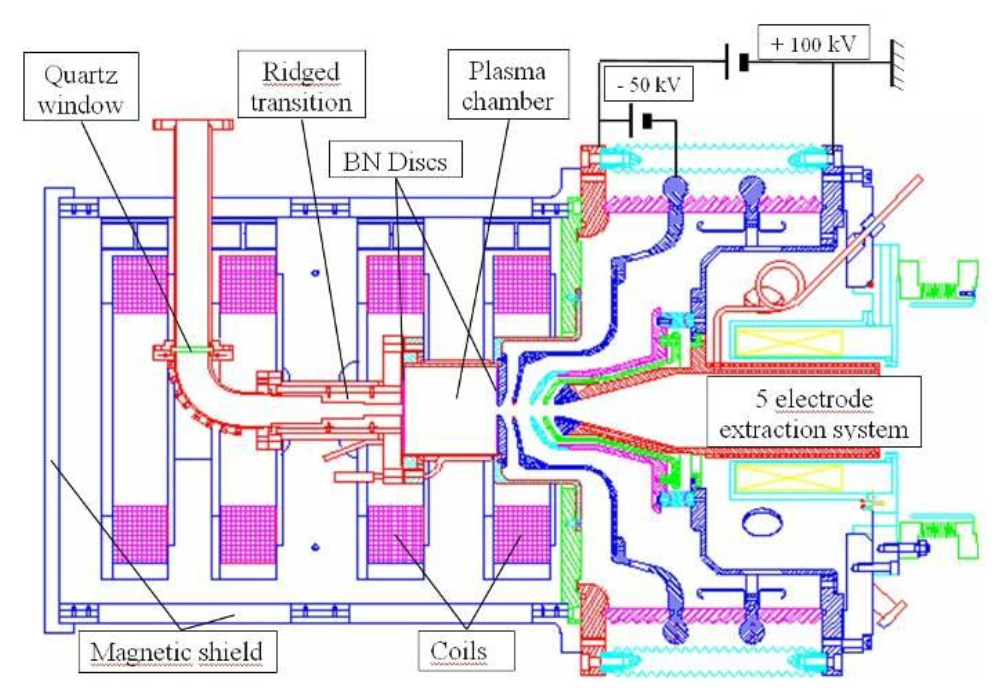 + 100 kV
Quartz
window
Ridged
transition
Plasma
chamber
- 50 kV
BN Discs
5 electrode
extraction system
Magnetic shield
Coils